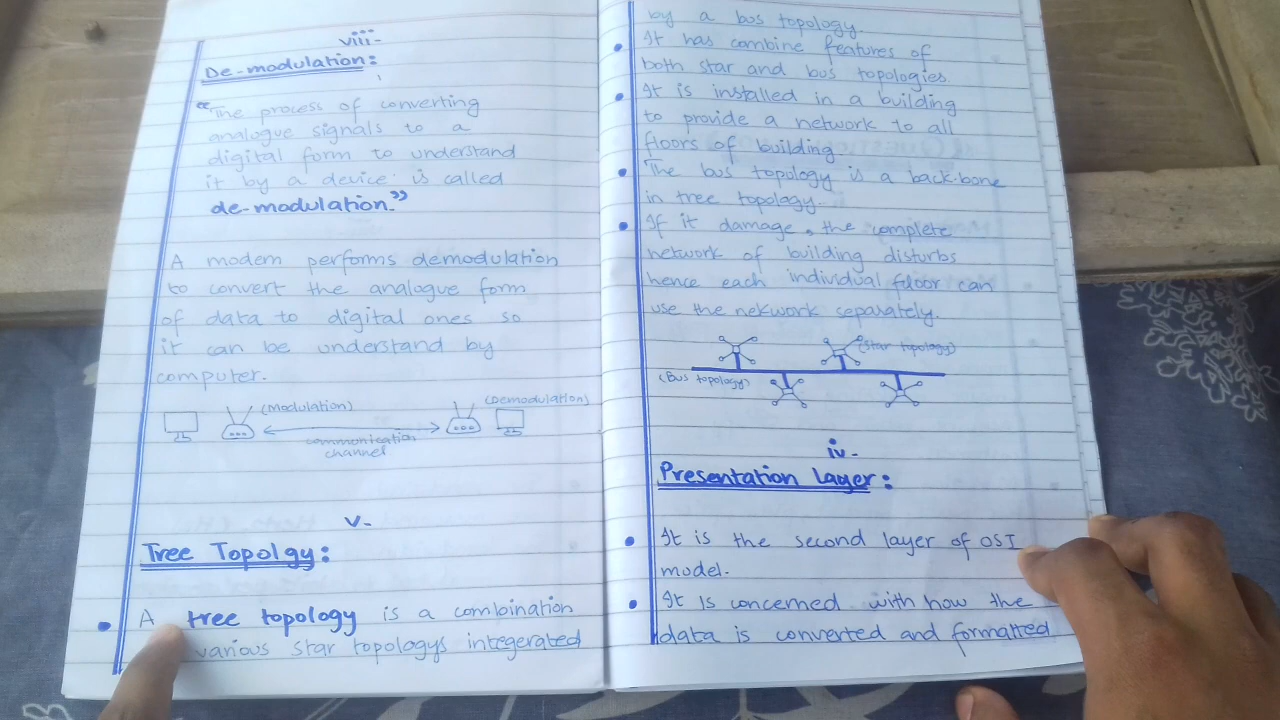 viii-
De-modulation:
"The process of converting
analogue signals to a
digital form to understand
it by a device is called
de-modulation."
A modem performs demodulation
to convert the analogue form
of data to digital ones so
it can be understand by
computer.
(Modulation)
(Demodulation)
commonication
channel
v-
Tree Topolgy:
• A tree topology is a combination
various star topologys integerated
by a bus topology
• It has combine features of
both star and bus topologies.
• It is installed in a building
to provide a network to all
floors of building
• The bus topology is a back-bone
in tree topology.
• If it damage, the complete
network of building disturbs
hence each individual floor can
use the network separately.
(Star topology)
(Bus topology)
iv-
Presentation Layer:
• It is the second layer of OSI
model.
• It is concerned with how the
data is converted and formatted